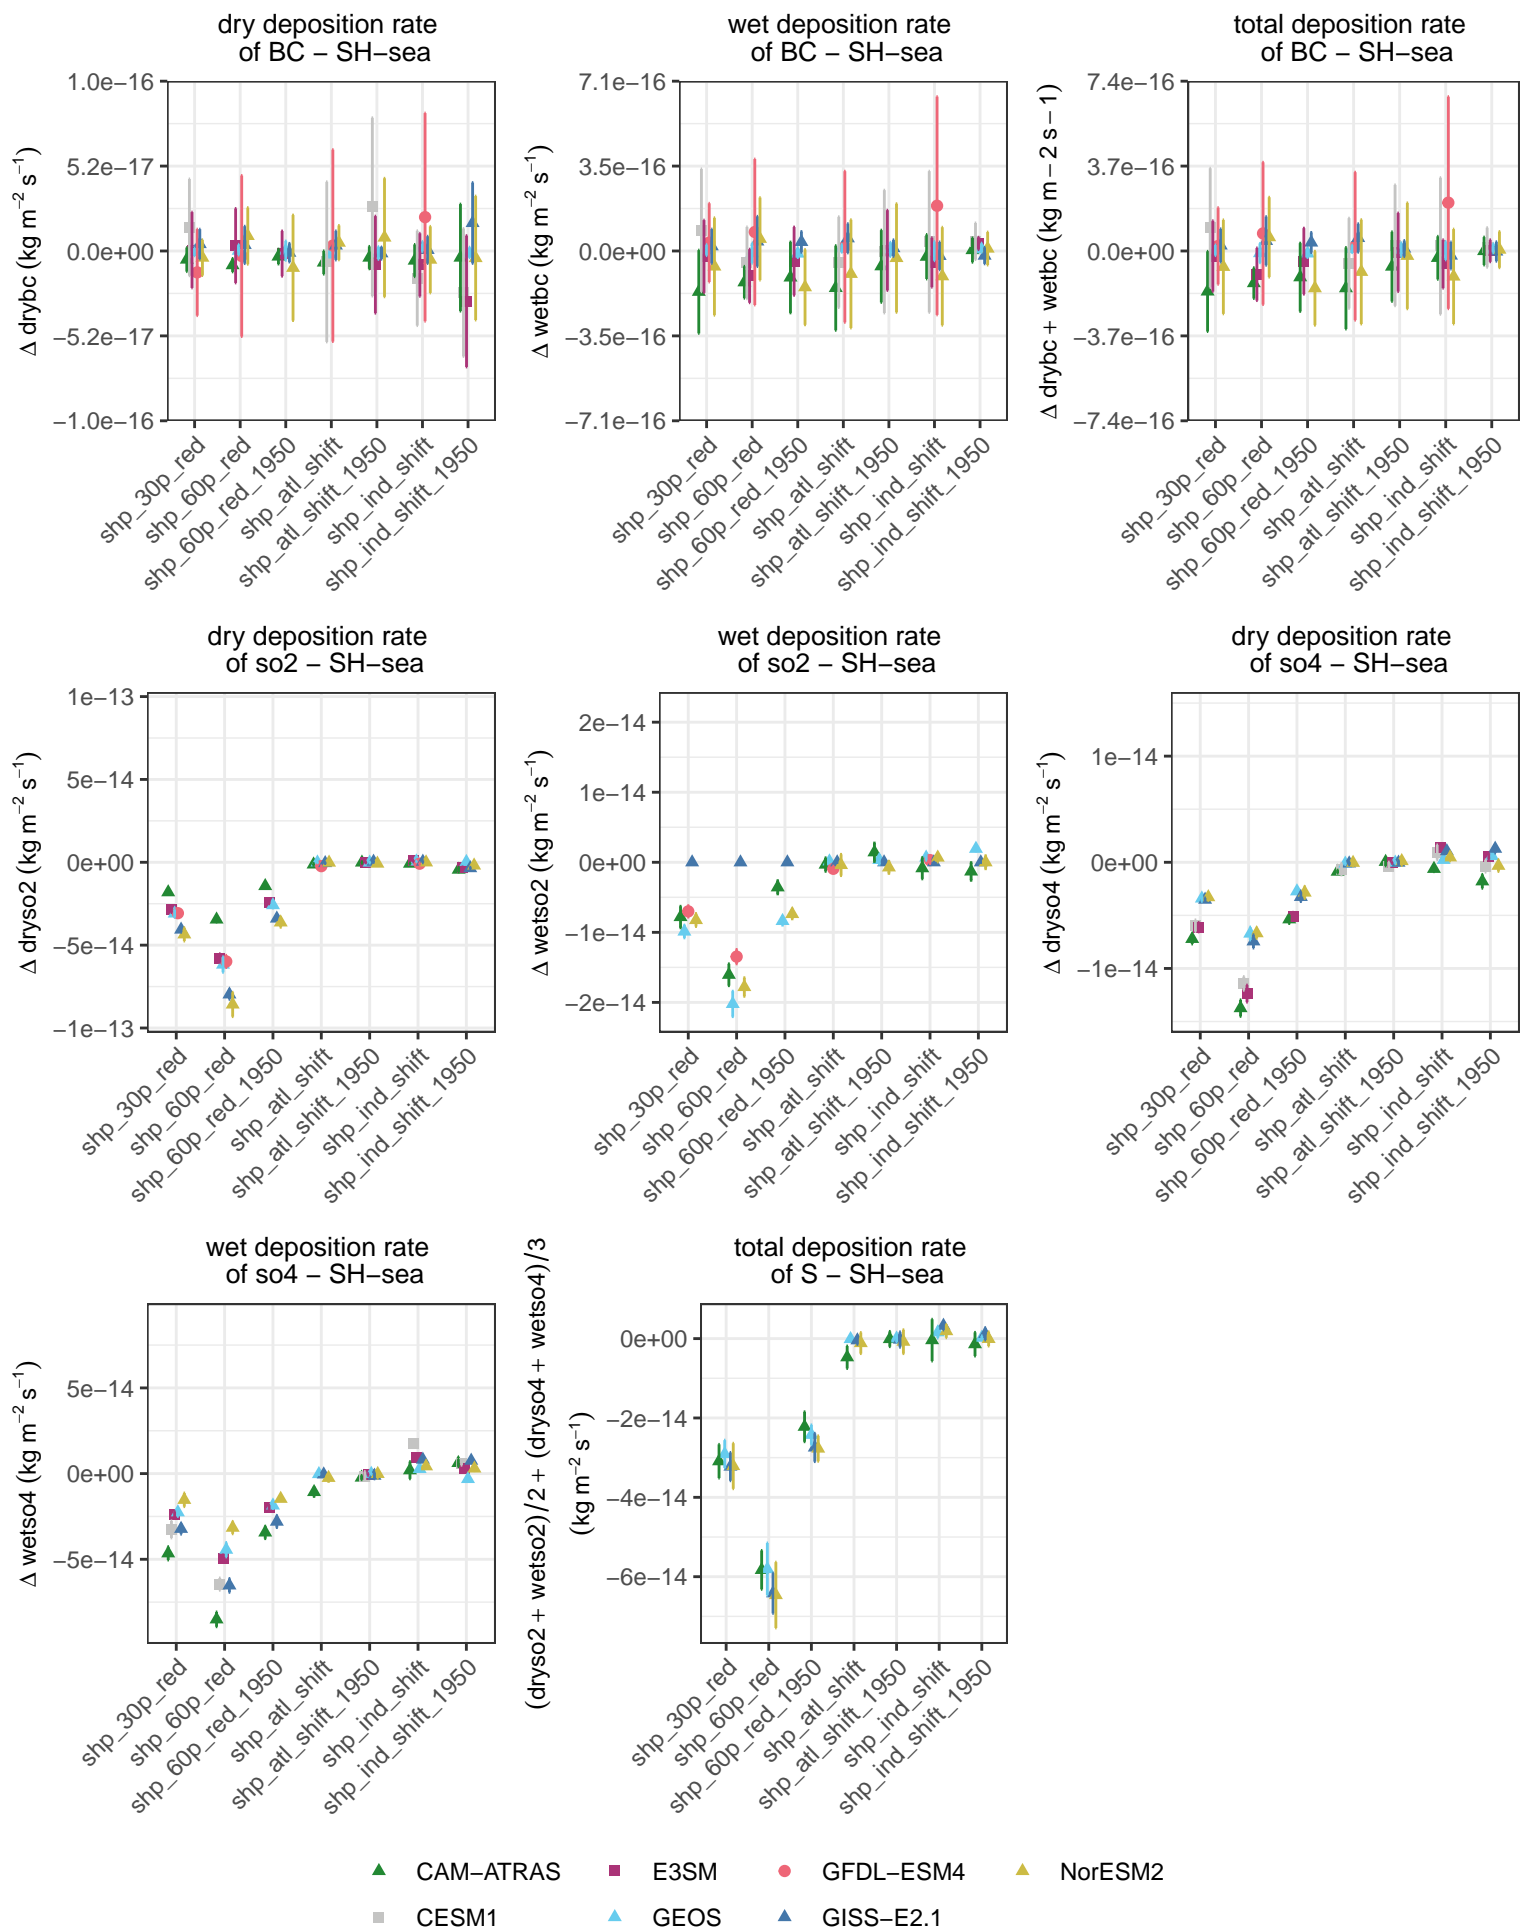 dry deposition rate
of BC − SH−sea
Δ drybc (kg m−2 s−1)
1.0e−16
5.2e−17
0.0e+00
−5.2e−17
−1.0e−16
shp_30p_red
shp_60p_red
shp_60p_red_1950
shp_atl_shift
shp_atl_shift_1950
shp_ind_shift
shp_ind_shift_1950
wet deposition rate
of BC − SH−sea
Δ wetbc (kg m−2 s−1)
7.1e−16
3.5e−16
0.0e+00
−3.5e−16
−7.1e−16
shp_30p_red
shp_60p_red
shp_60p_red_1950
shp_atl_shift
shp_atl_shift_1950
shp_ind_shift
shp_ind_shift_1950
total deposition rate
of BC − SH−sea
Δ drybc + wetbc (kg m − 2 s − 1)
7.4e−16
3.7e−16
0.0e+00
−3.7e−16
−7.4e−16
shp_30p_red
shp_60p_red
shp_60p_red_1950
shp_atl_shift
shp_atl_shift_1950
shp_ind_shift
shp_ind_shift_1950
dry deposition rate
of so2 − SH−sea
Δ dryso2 (kg m−2 s−1)
1e−13
5e−14
0e+00
−5e−14
−1e−13
shp_30p_red
shp_60p_red
shp_60p_red_1950
shp_atl_shift
shp_atl_shift_1950
shp_ind_shift
shp_ind_shift_1950
wet deposition rate
of so2 − SH−sea
Δ wetso2 (kg m−2 s−1)
2e−14
1e−14
0e+00
−1e−14
−2e−14
shp_30p_red
shp_60p_red
shp_60p_red_1950
shp_atl_shift
shp_atl_shift_1950
shp_ind_shift
shp_ind_shift_1950
dry deposition rate
of so4 − SH−sea
Δ dryso4 (kg m−2 s−1)
1e−14
0e+00
−1e−14
shp_30p_red
shp_60p_red
shp_60p_red_1950
shp_atl_shift
shp_atl_shift_1950
shp_ind_shift
shp_ind_shift_1950
wet deposition rate
of so4 − SH−sea
Δ wetso4 (kg m−2 s−1)
5e−14
0e+00
−5e−14
shp_30p_red
shp_60p_red
shp_60p_red_1950
shp_atl_shift
shp_atl_shift_1950
shp_ind_shift
shp_ind_shift_1950
total deposition rate
of S − SH−sea
(dryso2 + wetso2)/2 + (dryso4 + wetso4)/3
(kg m−2 s−1)
0e+00
−2e−14
−4e−14
−6e−14
shp_30p_red
shp_60p_red
shp_60p_red_1950
shp_atl_shift
shp_atl_shift_1950
shp_ind_shift
shp_ind_shift_1950
CAM−ATRAS
E3SM
GFDL−ESM4
NorESM2
CESM1
GEOS
GISS−E2.1